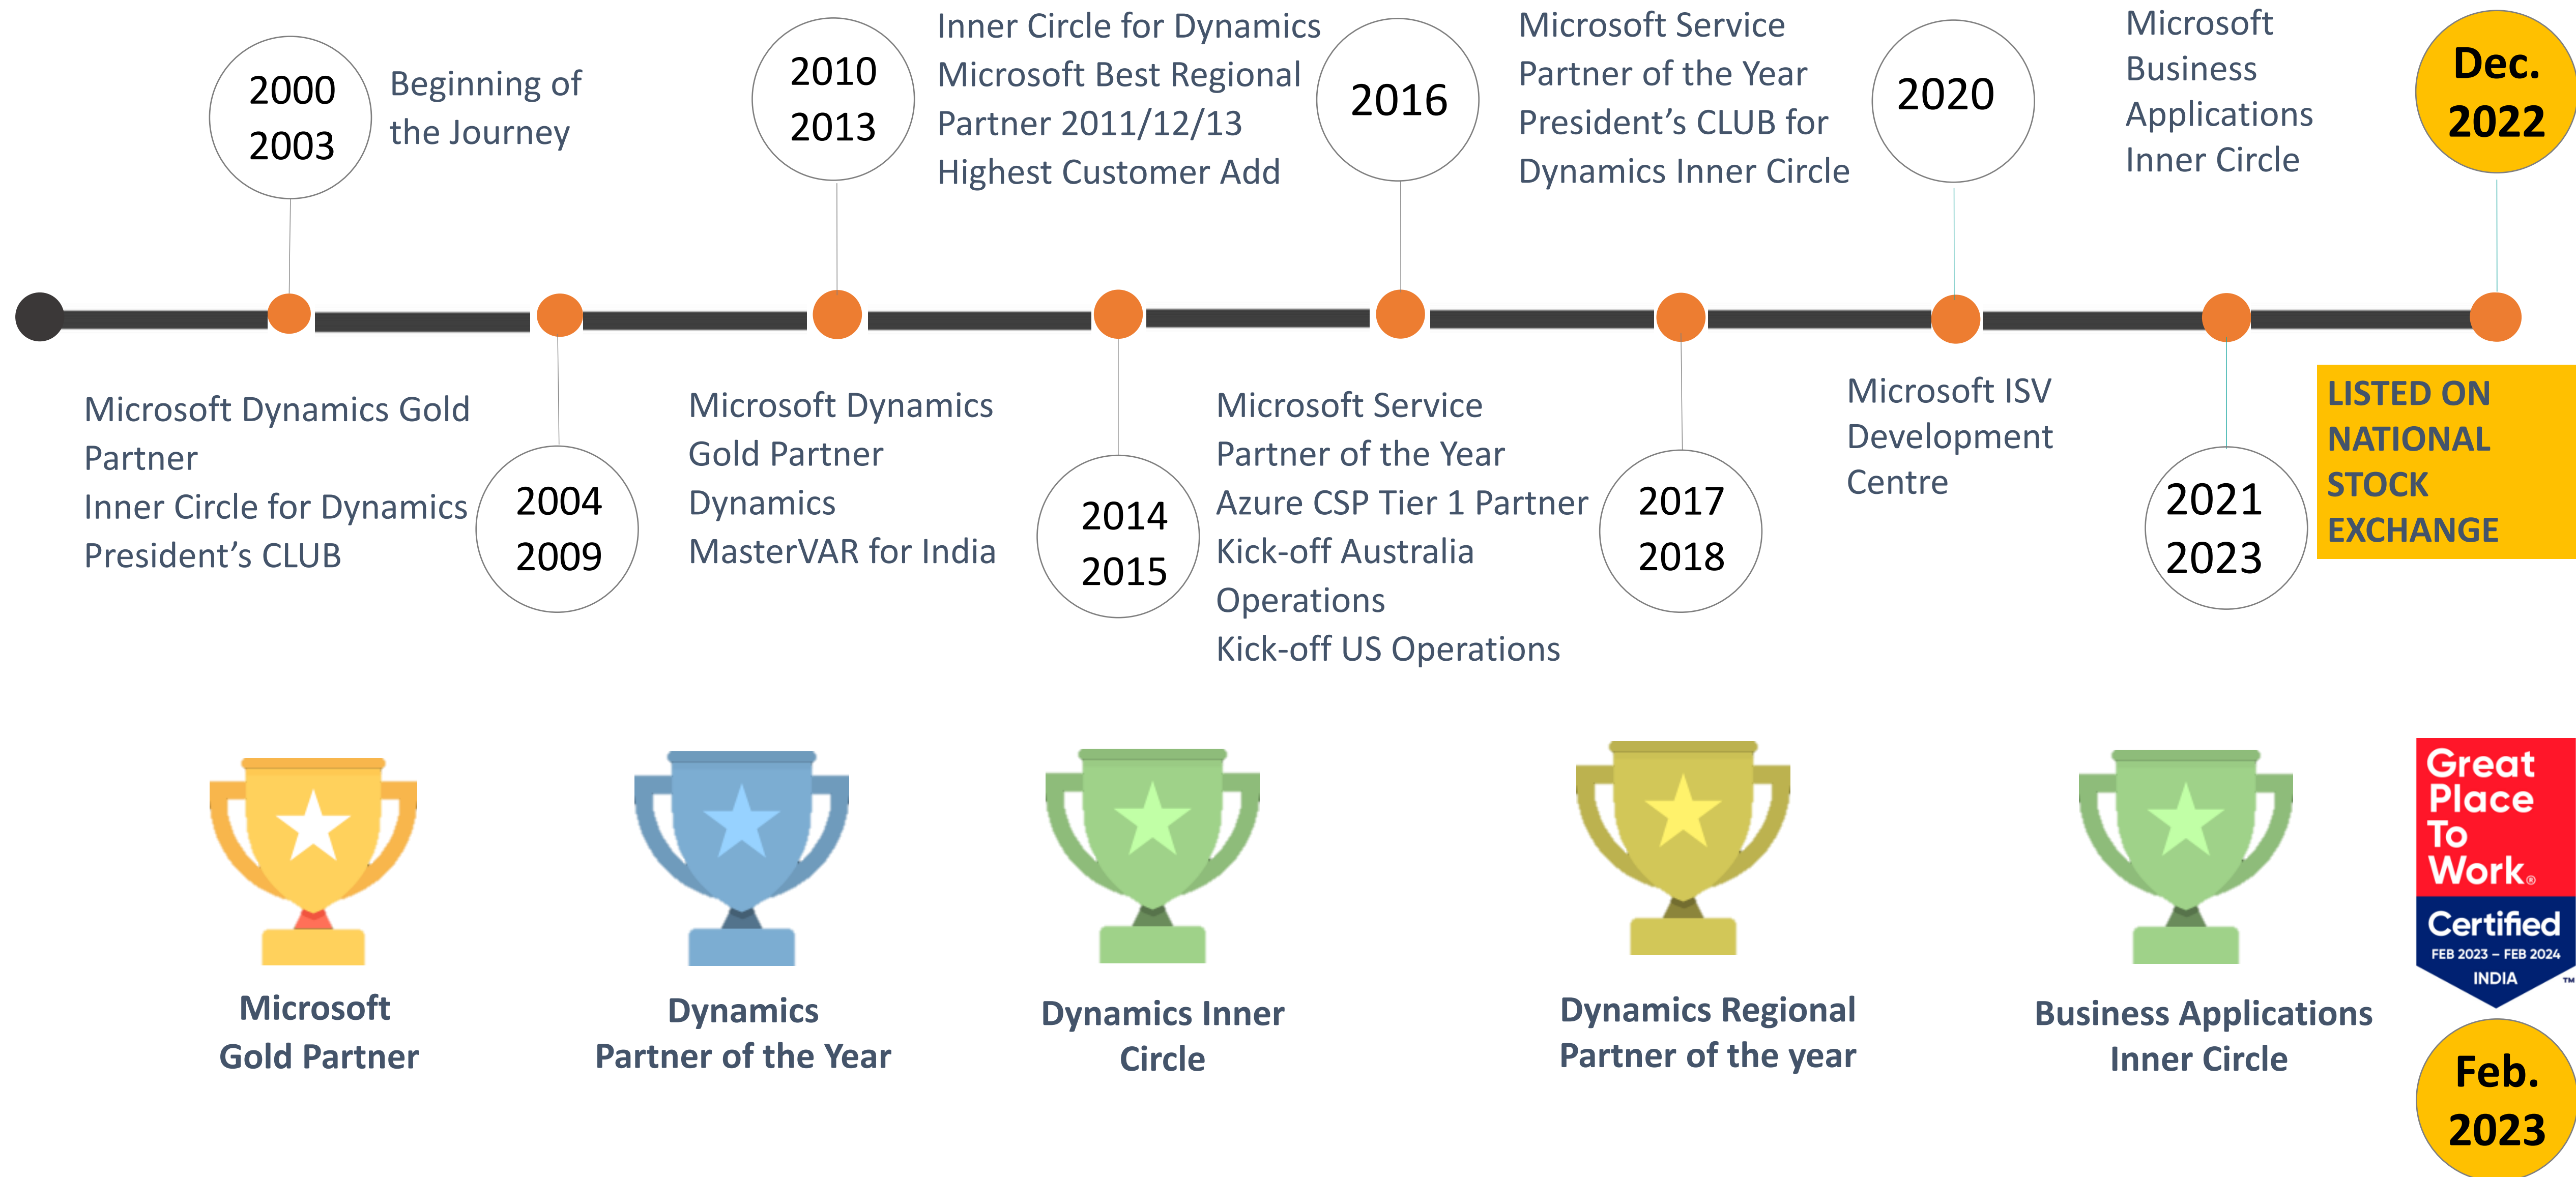 2000
2003
Beginning of
the Journey
2010
2013
Inner Circle for Dynamics
Microsoft Best Regional
Partner 2011/12/13
Highest Customer Add
2016
Microsoft Service
Partner of the Year
President’s CLUB for
Dynamics Inner Circle
2020
Microsoft
Business
Applications
Inner Circle
Dec.
2022
Microsoft Dynamics Gold
Partner
Inner Circle for Dynamics
President’s CLUB
2004
2009
Microsoft Dynamics
Gold Partner
Dynamics
MasterVAR for India
2014
2015
Microsoft Service
Partner of the Year
Azure CSP Tier 1 Partner
Kick-off Australia
Operations
Kick-off US Operations
2017
2018
Microsoft ISV
Development
Centre
2021
2023
LISTED ON
NATIONAL
STOCK
EXCHANGE
Microsoft
Gold Partner
Dynamics
Partner of the Year
Dynamics Inner
Circle
Dynamics Regional
Partner of the year
Business Applications
Inner Circle
Great
Place
To
Work®
Certified
FEB 2023 – FEB 2024
INDIA
™
Feb.
2023